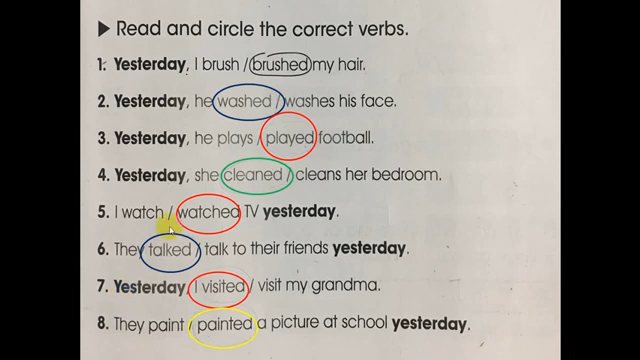 ▶ Read and circle the correct verbs.
1. Yesterday, I brush / brushed my hair.
2. Yesterday, he washed / washes his face.
3. Yesterday, he plays / played football.
4. Yesterday, she cleaned / cleans her bedroom.
5. I watch / watched TV yesterday.
6. They talked / talk to their friends yesterday.
7. Yesterday, I visited / visit my grandma.
8. They paint / painted a picture at school yesterday.